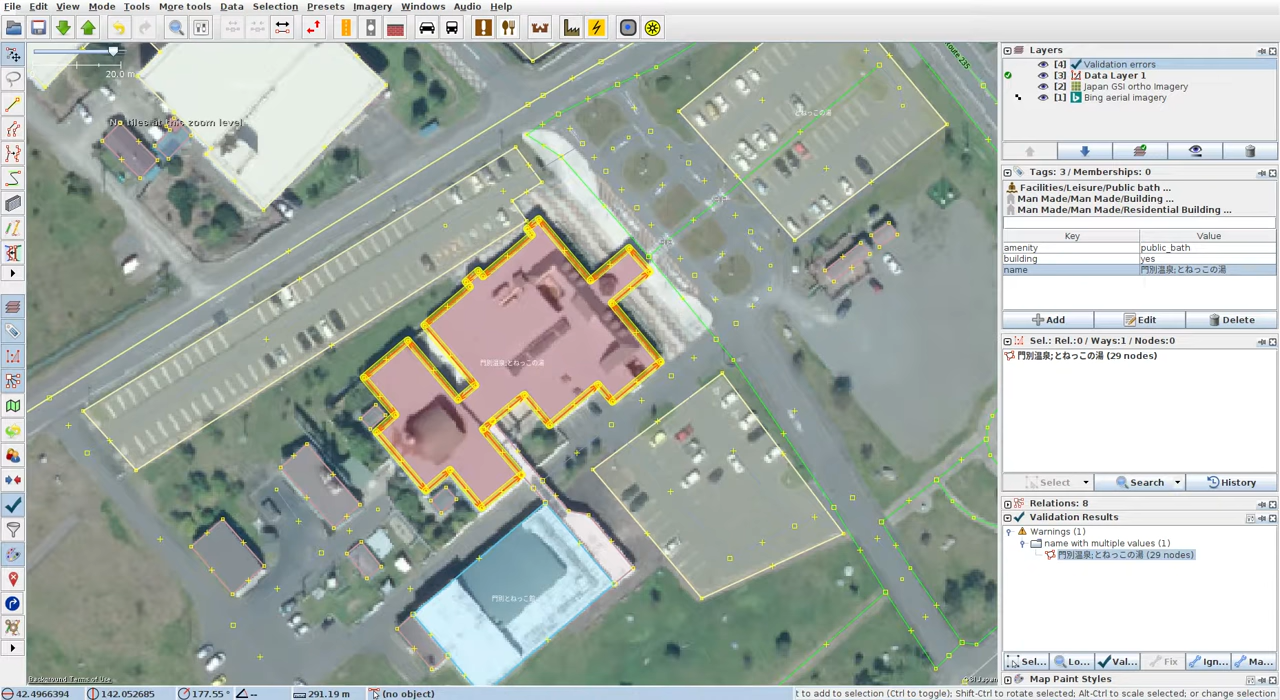 File Edit View Mode Tools More tools Data Selection Presets Imagery Windows Audio Help
20.0 m
No tiles at this zoom level
Route 235
とねっこの湯
門別温泉;とねっこの湯
Background Terms of Use
Layers
[4] Validation errors
[3] Data Layer 1
[2] Japan GSI ortho Imagery
[1] Bing aerial imagery
Tags: 3 / Memberships: 0
Facilities/Leisure/Public bath ...
Man Made/Man Made/Building ...
Man Made/Man Made/Residential Building ...
Key Value
amenity public_bath
building yes
name 門別温泉;とねっこの湯
Add Edit Delete
Sel.: Rel.:0 / Ways:1 / Nodes:0
門別温泉;とねっこの湯 (29 nodes)
Select Search History
Relations: 8
Validation Results
Warnings (1)
name with multiple values (1)
門別温泉;とねっこの湯 (29 nodes)
Sel... Lo... Val... Fix Ign... Ma...
Map Paint Styles
42.4966394 142.052685 177.55 ° -- 291.19 m (no object) t to add to selection (Ctrl to toggle); Shift-Ctrl to rotate selected; Alt-Ctrl to scale selected; or change selection